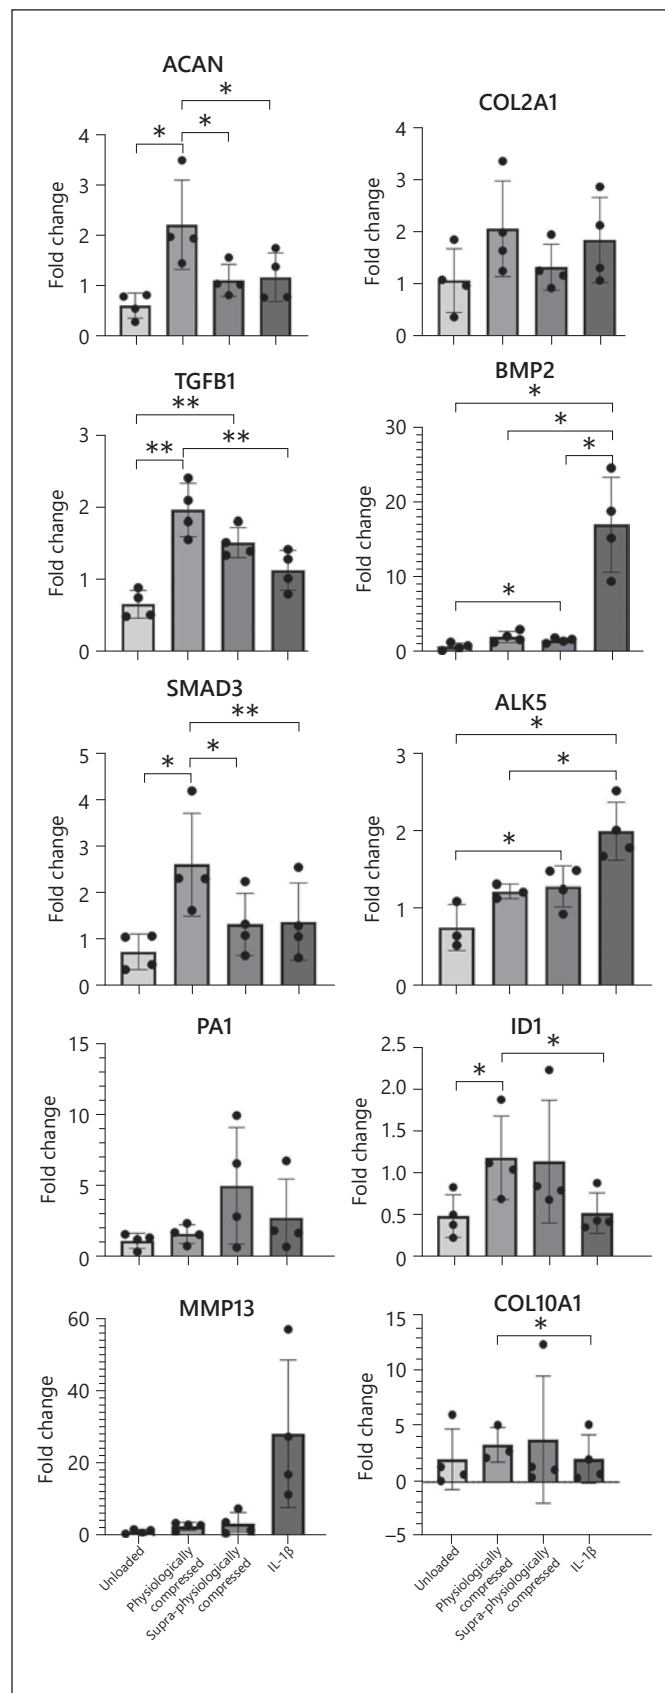 ACAN
*
*
*
4
3
2
1
0
Fold change
COL2A1
4
3
2
1
0
Fold change
TGFB1
**
**
**
3
2
1
0
Fold change
BMP2
*
*
*
*
30
20
10
0
Fold change
SMAD3
**
*
*
5
4
3
2
1
0
Fold change
ALK5
*
*
*
3
2
1
0
Fold change
PA1
15
10
5
0
Fold change
ID1
*
*
2.5
2.0
1.5
1.0
0.5
0
Fold change
MMP13
60
40
20
0
Fold change
Unloaded
Physiologically
compressed
Supra-physiologically
compressed
IL-1β
COL10A1
*
15
10
5
0
–5
Fold change
Unloaded
Physiologically
compressed
Supra-physiologically
compressed
IL-1β